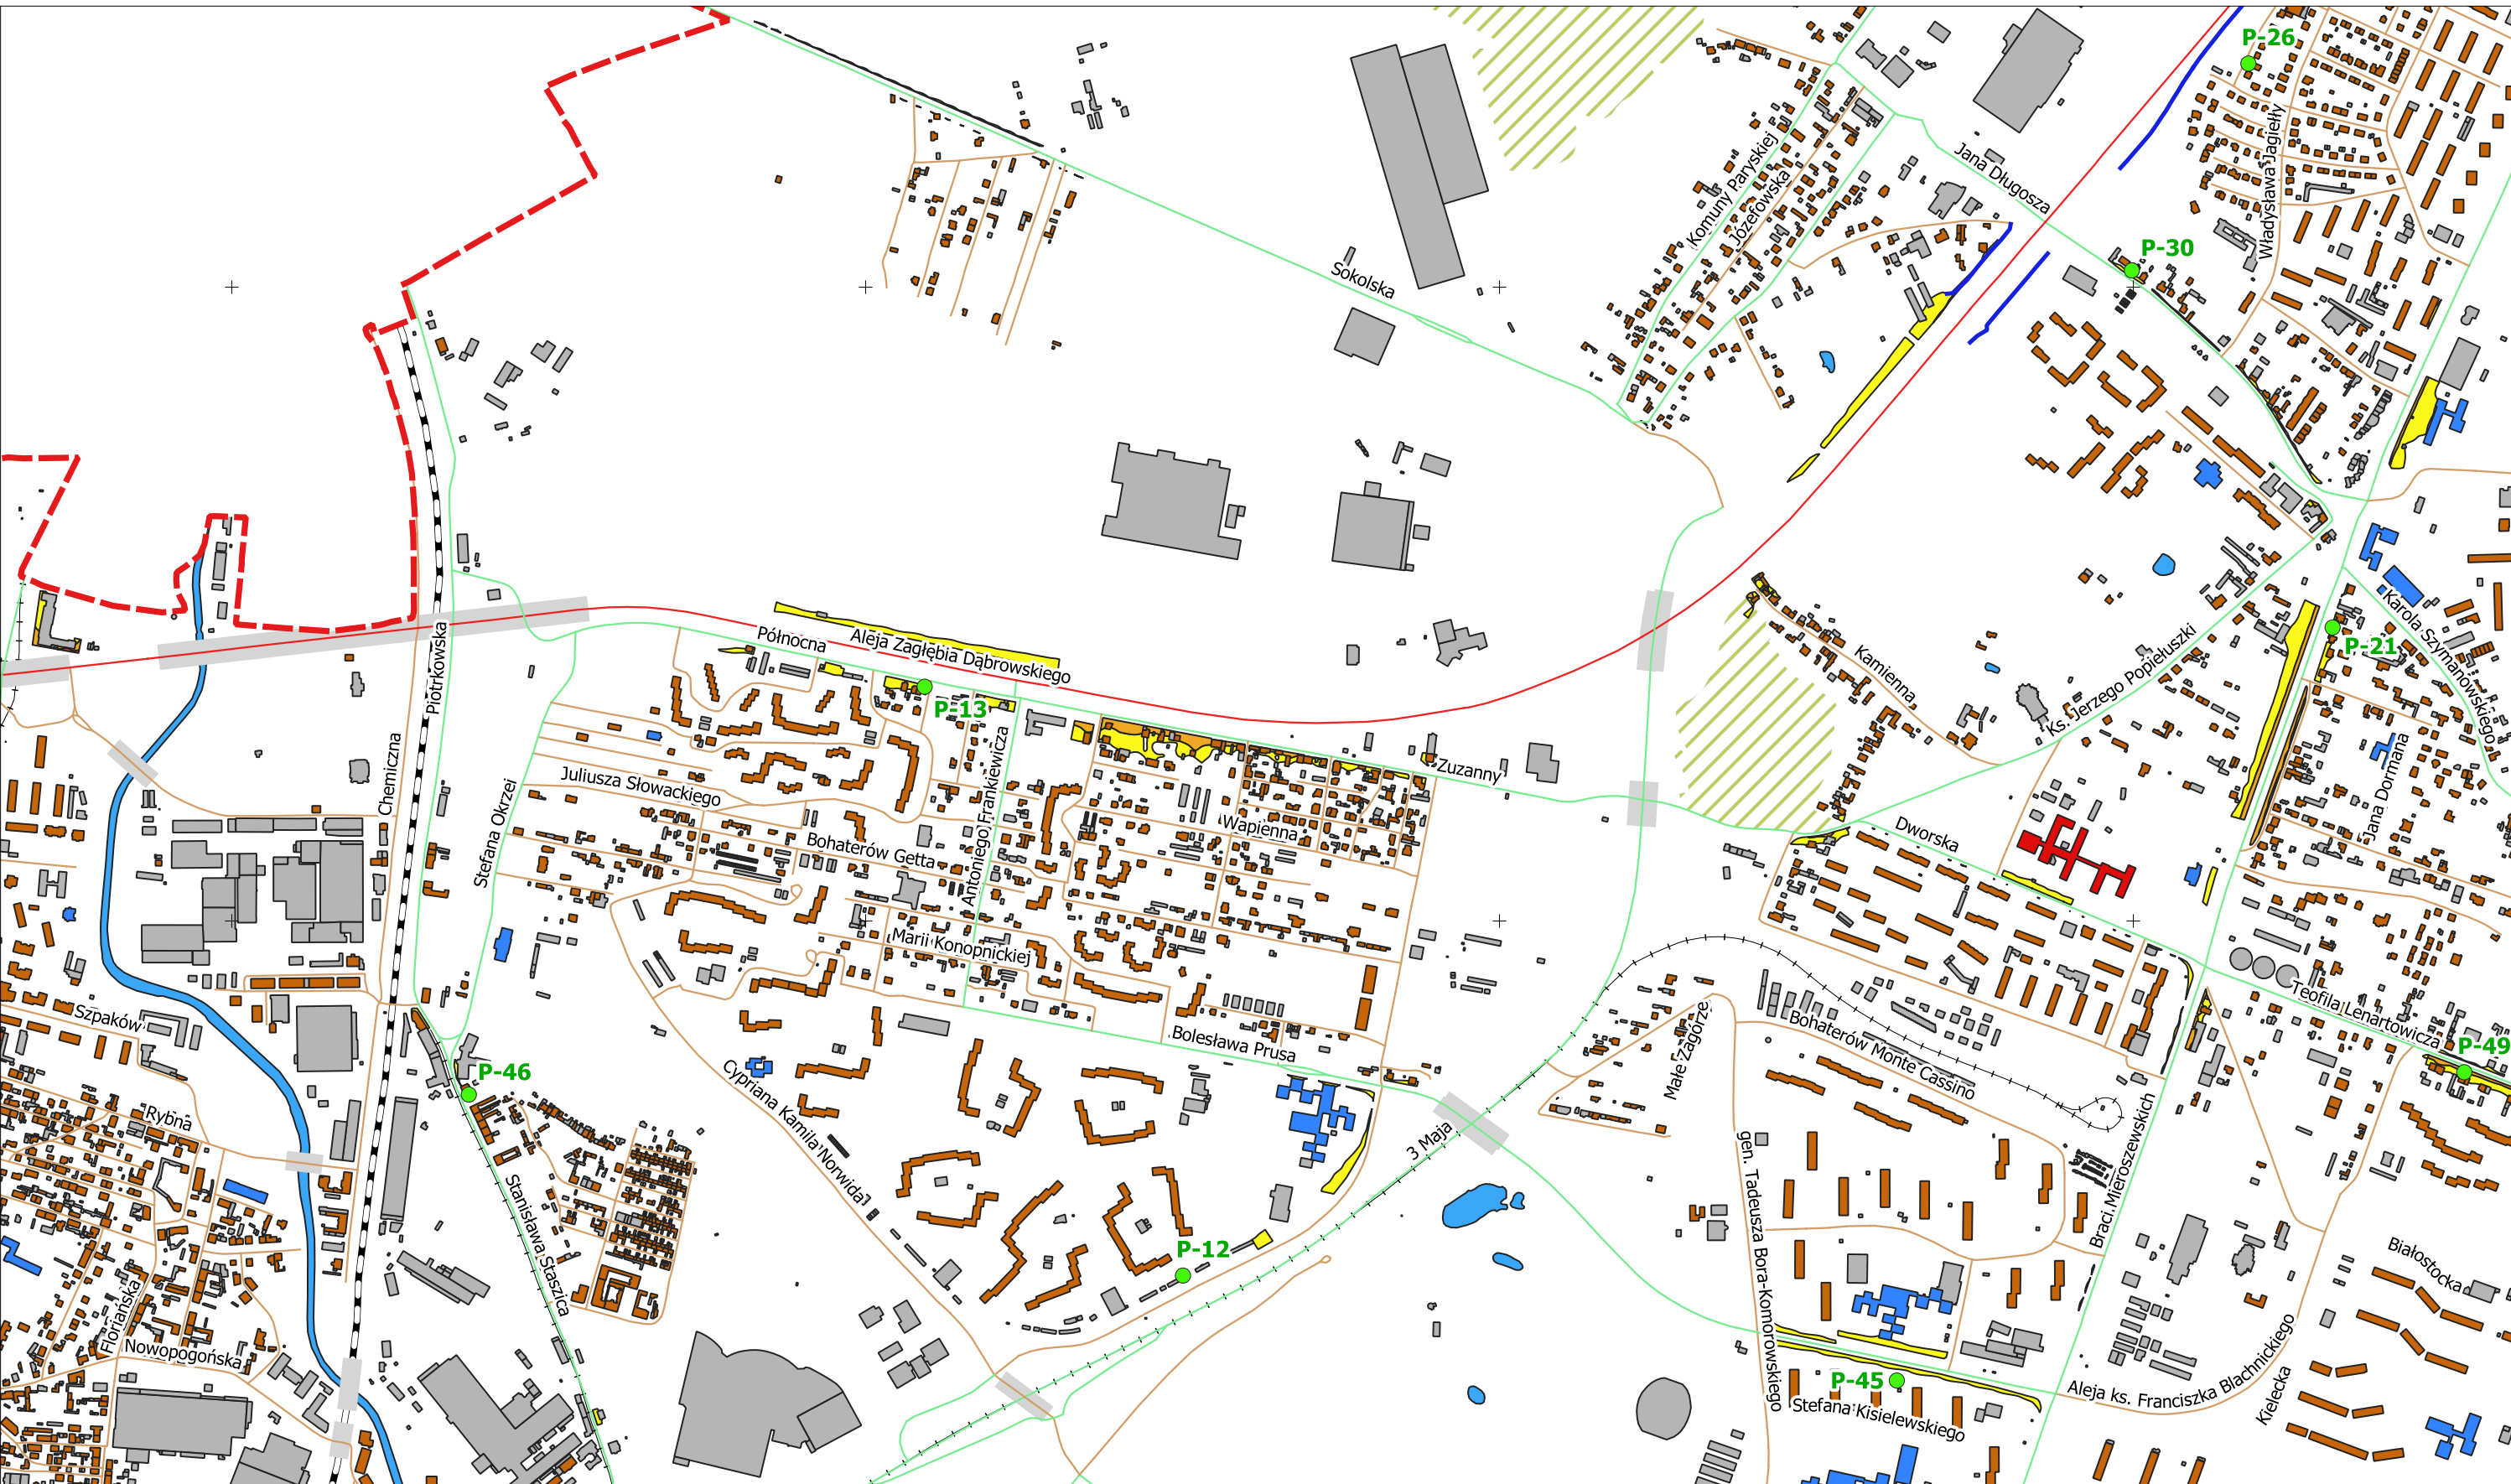 P-26
Jana Długosza
Władysława Jagiełły
Komuny Paryskiej
Józefowska
P-30
Sokolska
Piotrkowska
Północna
Aleja Zagłębia Dąbrowskiego
P-13
P-21
Karola Szymanowskiego
Kamienna
Ks. Jerzego Popiełuszki
Zuzanny
Chemiczna
Juliusza Słowackiego
Stefana Okrzei
Antoniego Frankiewicza
Wapienna
Bohaterów Getta
Dworska
Jana Dormana
Marii Konopnickiej
Szpaków
Bolesława Prusa
Małe Zagórze
Bohaterów Monte Cassino
Teofila Lenartowicza
P-49
P-46
Cypriana Kamila Norwida
Rybna
3 Maja
Braci Mieroszewskich
gen. Tadeusza Bora-Komorowskiego
Stanisława Staszica
P-12
Białostocka
Floriańska
Nowopogońska
P-45
Stefana Kisielewskiego
Aleja ks. Franciszka Blachnickiego
Kielecka